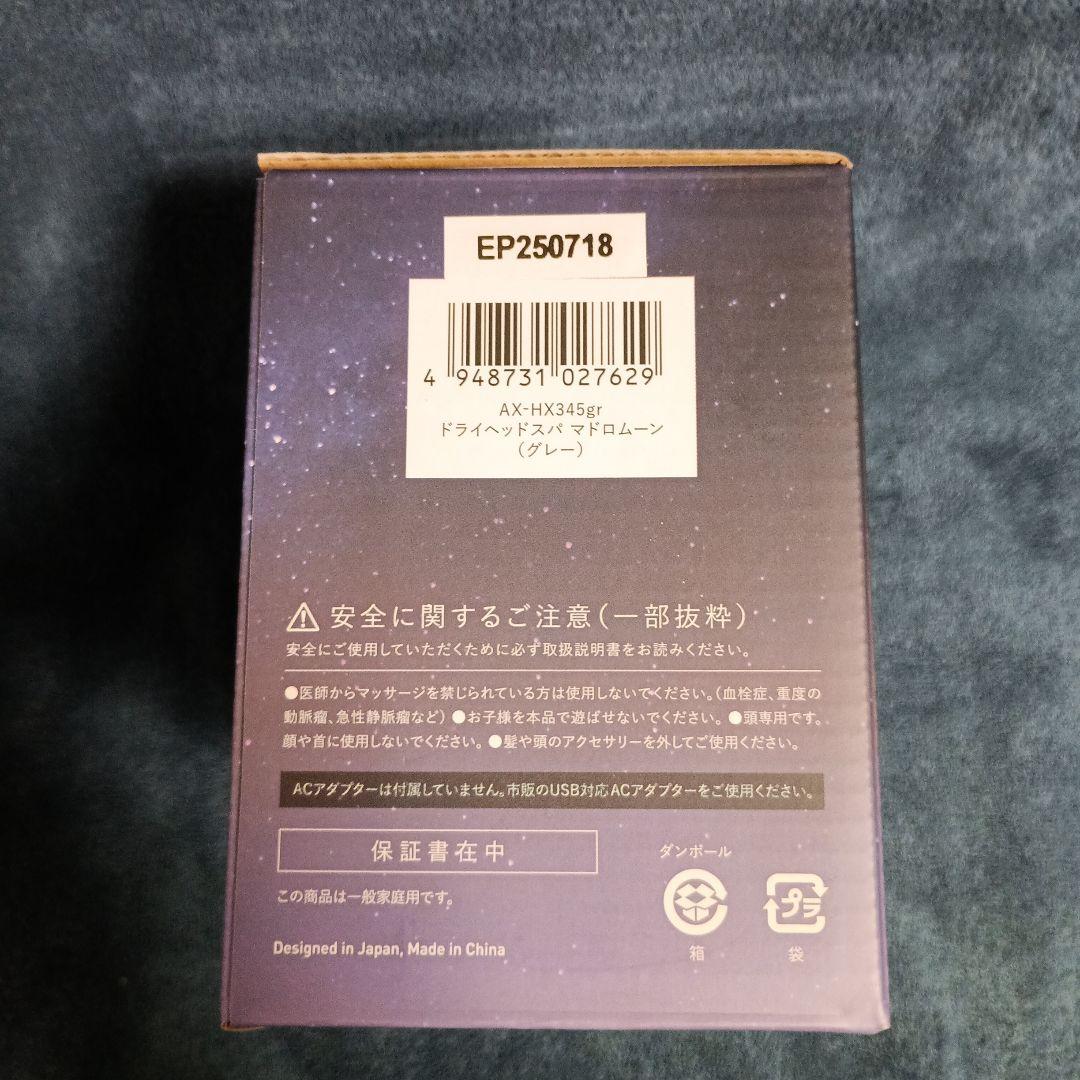 EP250718
4 948731 027629
AX-HX345gr
ドライヘッドスパ マドロムーン
（グレー）
安全に関するご注意（一部抜粋）
安全にご使用していただくために必ず取扱説明書をお読みください。
●医師からマッサージを禁じられている方は使用しないでください。（血栓症、重度の
動脈瘤、急性静脈瘤など）●お子様を本品で遊ばせないでください。●頭専用です。
顔や首に使用しないでください。●髪や頭のアクセサリーを外してご使用ください。
ACアダプターは付属していません。市販のUSB対応ACアダプターをご使用ください。
保証書在中
ダンボール
プラ
この商品は一般家庭用です。
箱
袋
Designed in Japan, Made in China